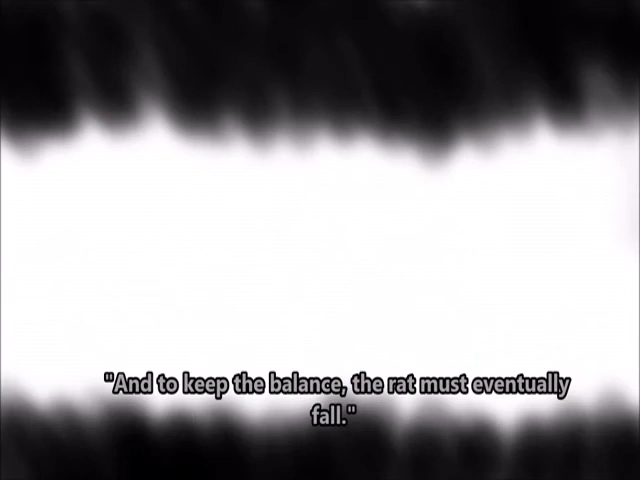 "And to keep the balance, the rat must eventually
fall."